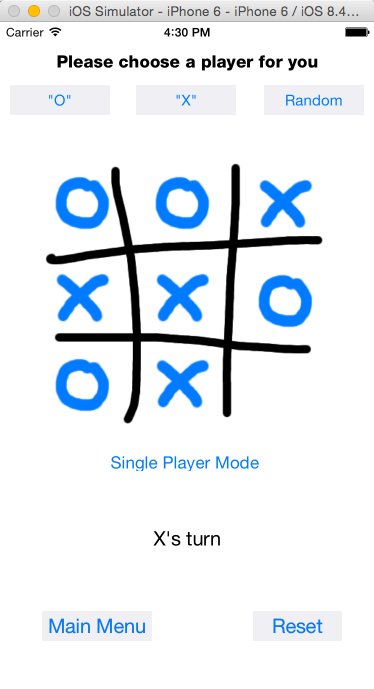 iOS Simulator - iPhone 6 - iPhone 6 / iOS 8.4...
Carrier 4:30 PM
Please choose a player for you
"O" "X" Random
O O X
X X O
O X
Single Player Mode
X's turn
Main Menu Reset